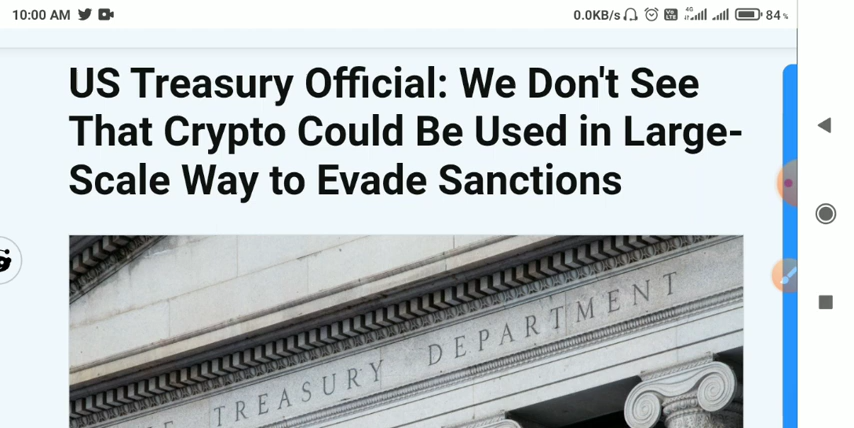 10:00 AM
0.0KB/s 4G 84%
US Treasury Official: We Don't See
That Crypto Could Be Used in Large-
Scale Way to Evade Sanctions
TREASURY DEPARTMENT